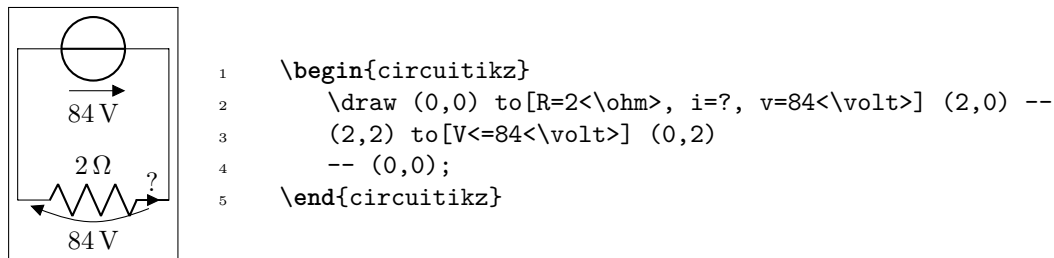 84 V
2 Ω
?
84 V
1 \begin{circuitikz}
2 \draw (0,0) to[R=2<\ohm>, i=?, v=84<\volt>] (2,0) --
3 (2,2) to[V<=84<\volt>] (0,2)
4 -- (0,0);
5 \end{circuitikz}